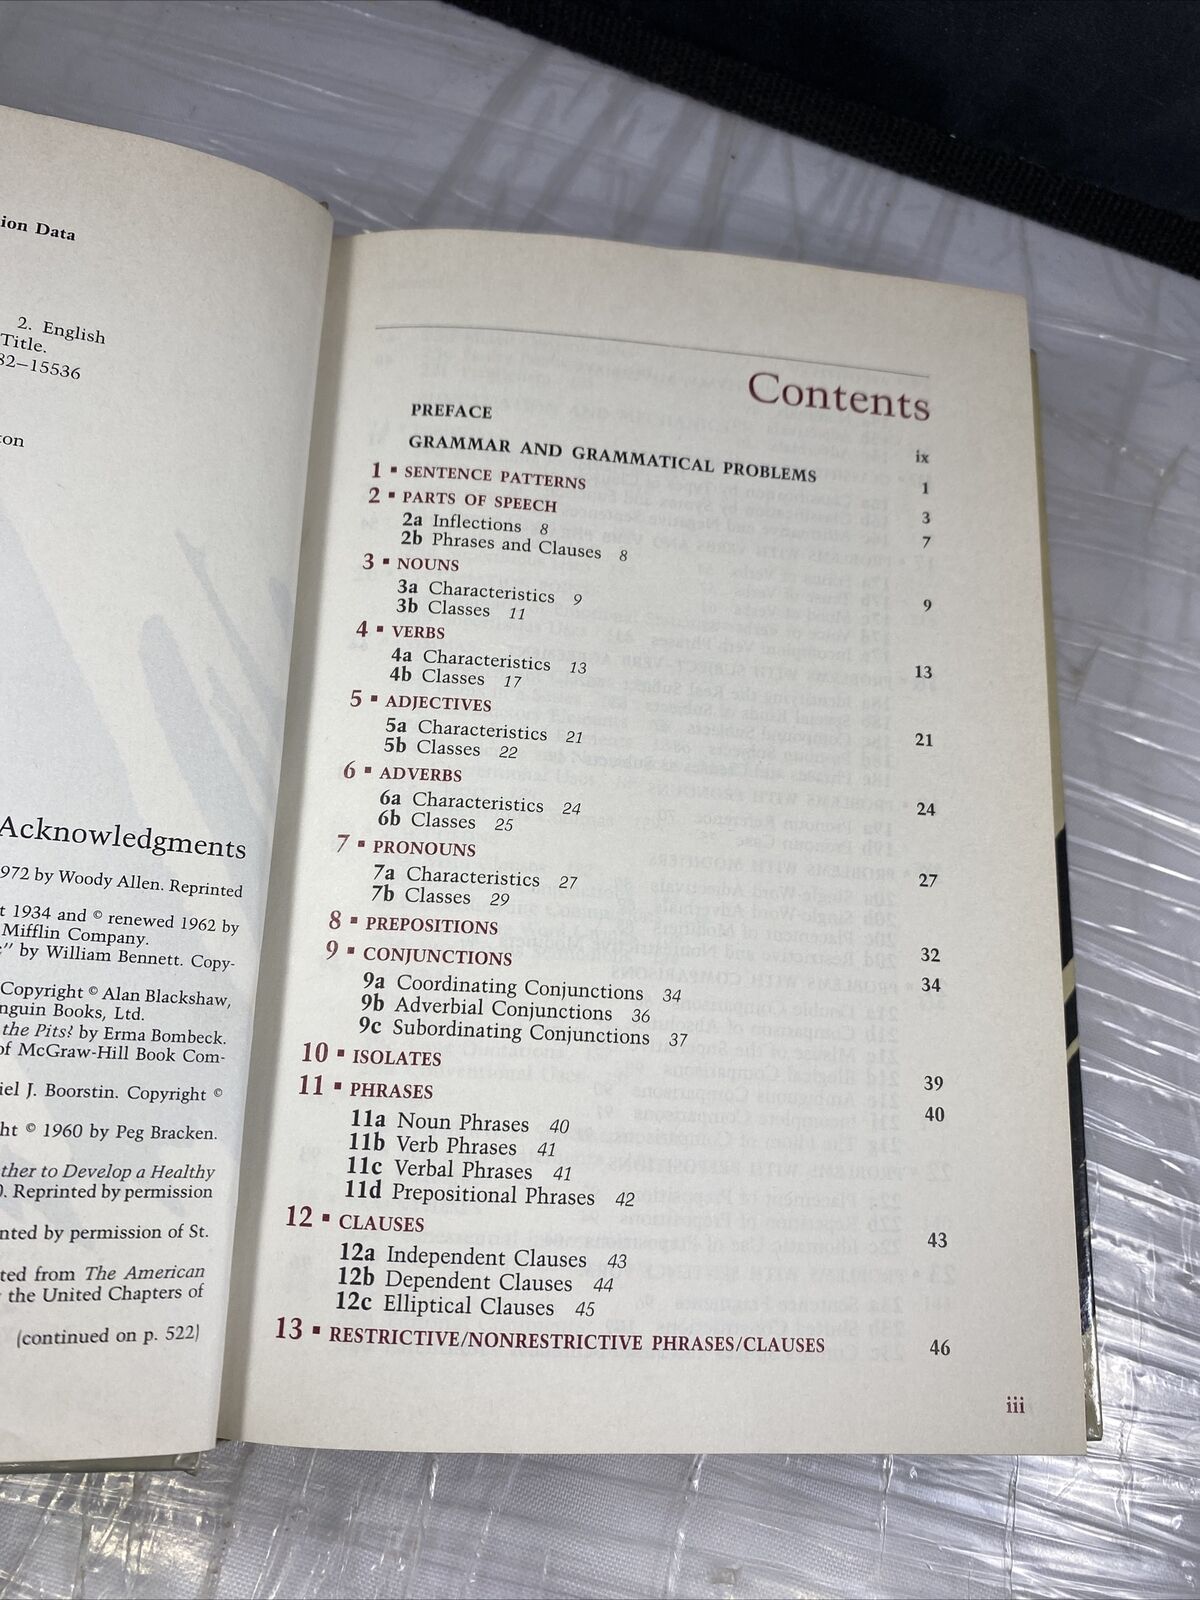 ion Data
2. English
Title.
82–15536
ton
Acknowledgments
1972 by Woody Allen. Reprinted
t 1934 and © renewed 1962 by
Mifflin Company.
" by William Bennett. Copy-
Copyright © Alan Blackshaw,
nguin Books, Ltd.
the Pits? by Erma Bombeck.
of McGraw-Hill Book Com-
iel J. Boorstin. Copyright ©
ht © 1960 by Peg Bracken.
ther to Develop a Healthy
). Reprinted by permission
nted by permission of St.
ted from The American
the United Chapters of
(continued on p. 522)
Contents
PREFACE ix
GRAMMAR AND GRAMMATICAL PROBLEMS 1
1 ▪ SENTENCE PATTERNS 3
2 ▪ PARTS OF SPEECH 7
2a Inflections 8
2b Phrases and Clauses 8
3 ▪ NOUNS 9
3a Characteristics 9
3b Classes 11
4 ▪ VERBS 13
4a Characteristics 13
4b Classes 17
5 ▪ ADJECTIVES 21
5a Characteristics 21
5b Classes 22
6 ▪ ADVERBS 24
6a Characteristics 24
6b Classes 25
7 ▪ PRONOUNS 27
7a Characteristics 27
7b Classes 29
8 ▪ PREPOSITIONS 32
9 ▪ CONJUNCTIONS 34
9a Coordinating Conjunctions 34
9b Adverbial Conjunctions 36
9c Subordinating Conjunctions 37
10 ▪ ISOLATES 39
11 ▪ PHRASES 40
11a Noun Phrases 40
11b Verb Phrases 41
11c Verbal Phrases 41
11d Prepositional Phrases 42
12 ▪ CLAUSES 43
12a Independent Clauses 43
12b Dependent Clauses 44
12c Elliptical Clauses 45
13 ▪ RESTRICTIVE/NONRESTRICTIVE PHRASES/CLAUSES 46
iii